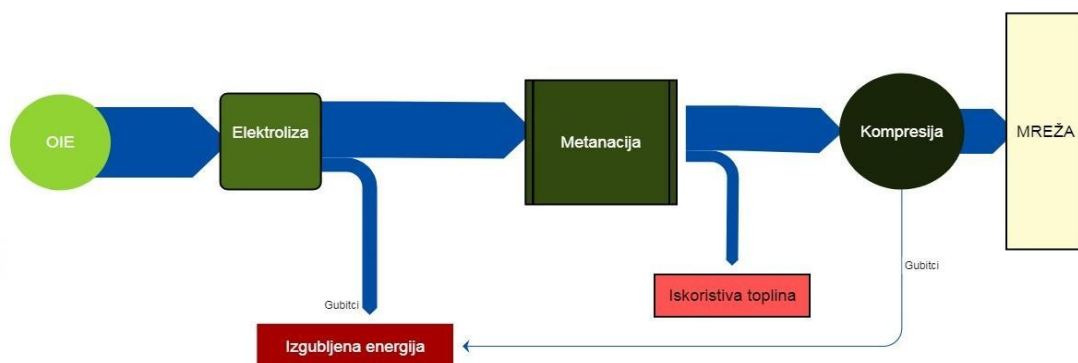 OIE
Elektroliza
Metanacija
Kompresija
MREŽA
Gubitci
Iskoristiva toplina
Gubitci
Izgubljena energija